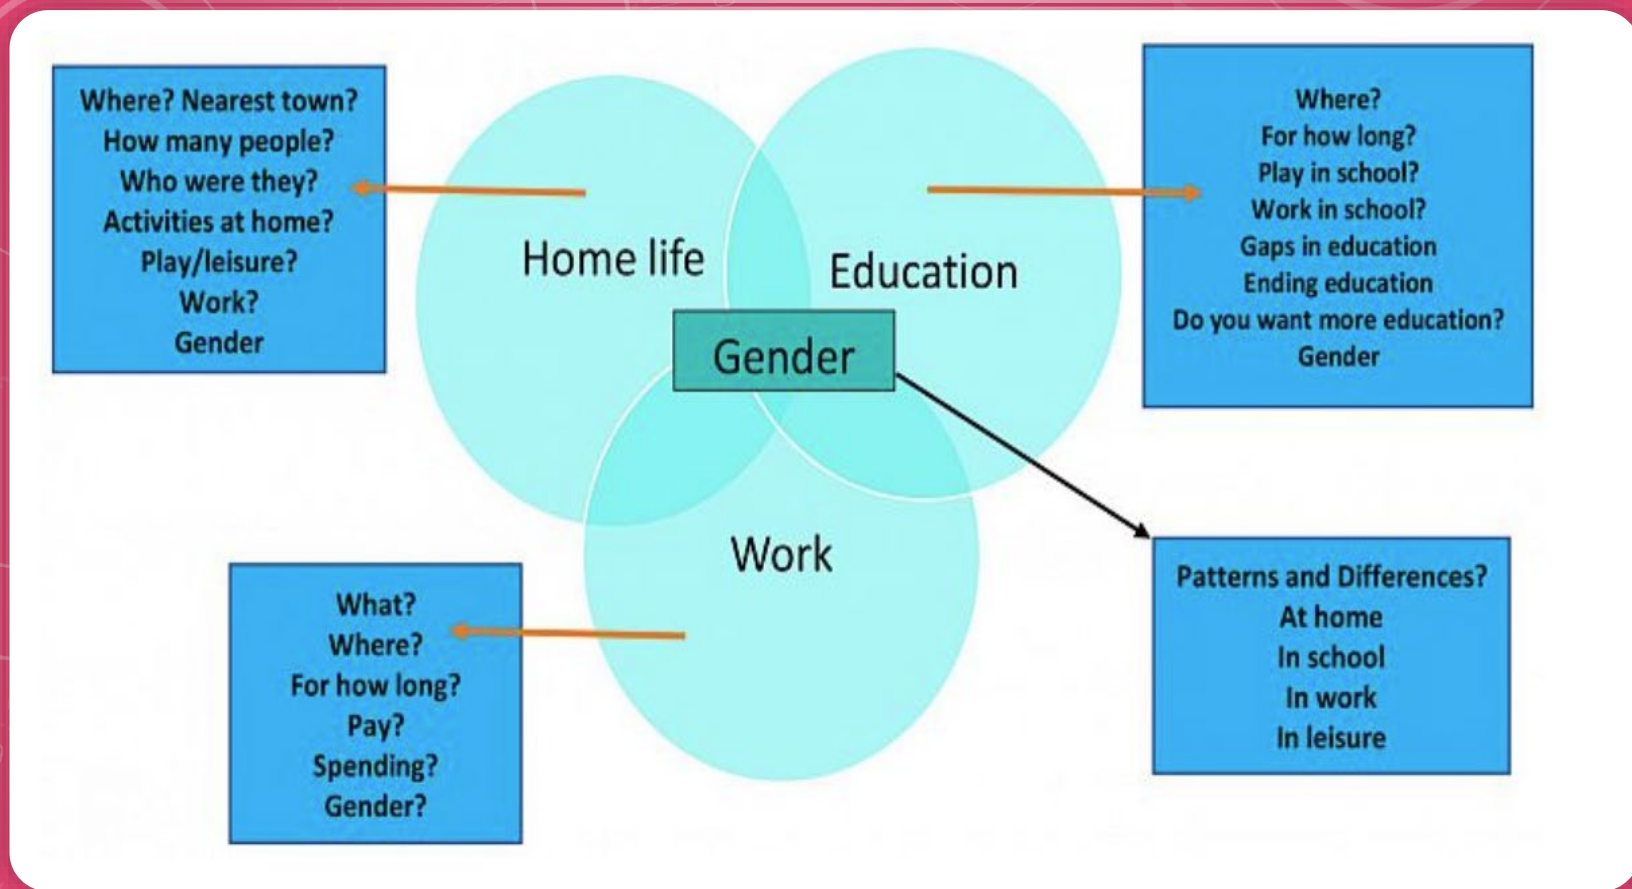 Where? Nearest town?
How many people?
Who were they?
Activities at home?
Play/leisure?
Work?
Gender
Home life
Education
Gender
Work
Where?
For how long?
Play in school?
Work in school?
Gaps in education
Ending education
Do you want more education?
Gender
What?
Where?
For how long?
Pay?
Spending?
Gender?
Patterns and Differences?
At home
In school
In work
In leisure